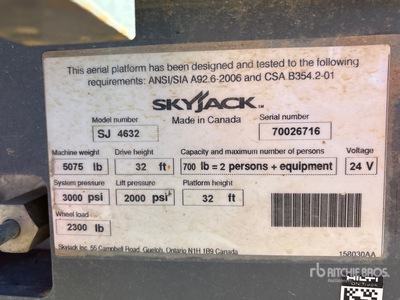 This aerial platform has been designed and tested to the following
requirements: ANSI/SIA A92.6-2006 and CSA B354.2-01
SKYJACK TM
Model number Made in Canada Serial number
SJ 4632 70026716
Machine weight Drive height Capacity and maximum number of persons Voltage
5075 lb 32 ft 700 lb = 2 persons + equipment 24 V
System pressure Lift pressure Platform height
3000 psi 2000 psi 32 ft
Wheel load
2300 lb
Skyjack Inc. 55 Campbell Road, Guelph, Ontario N1H 1B9 Canada 158030AA
rb RITCHIE BROS.
HILTI